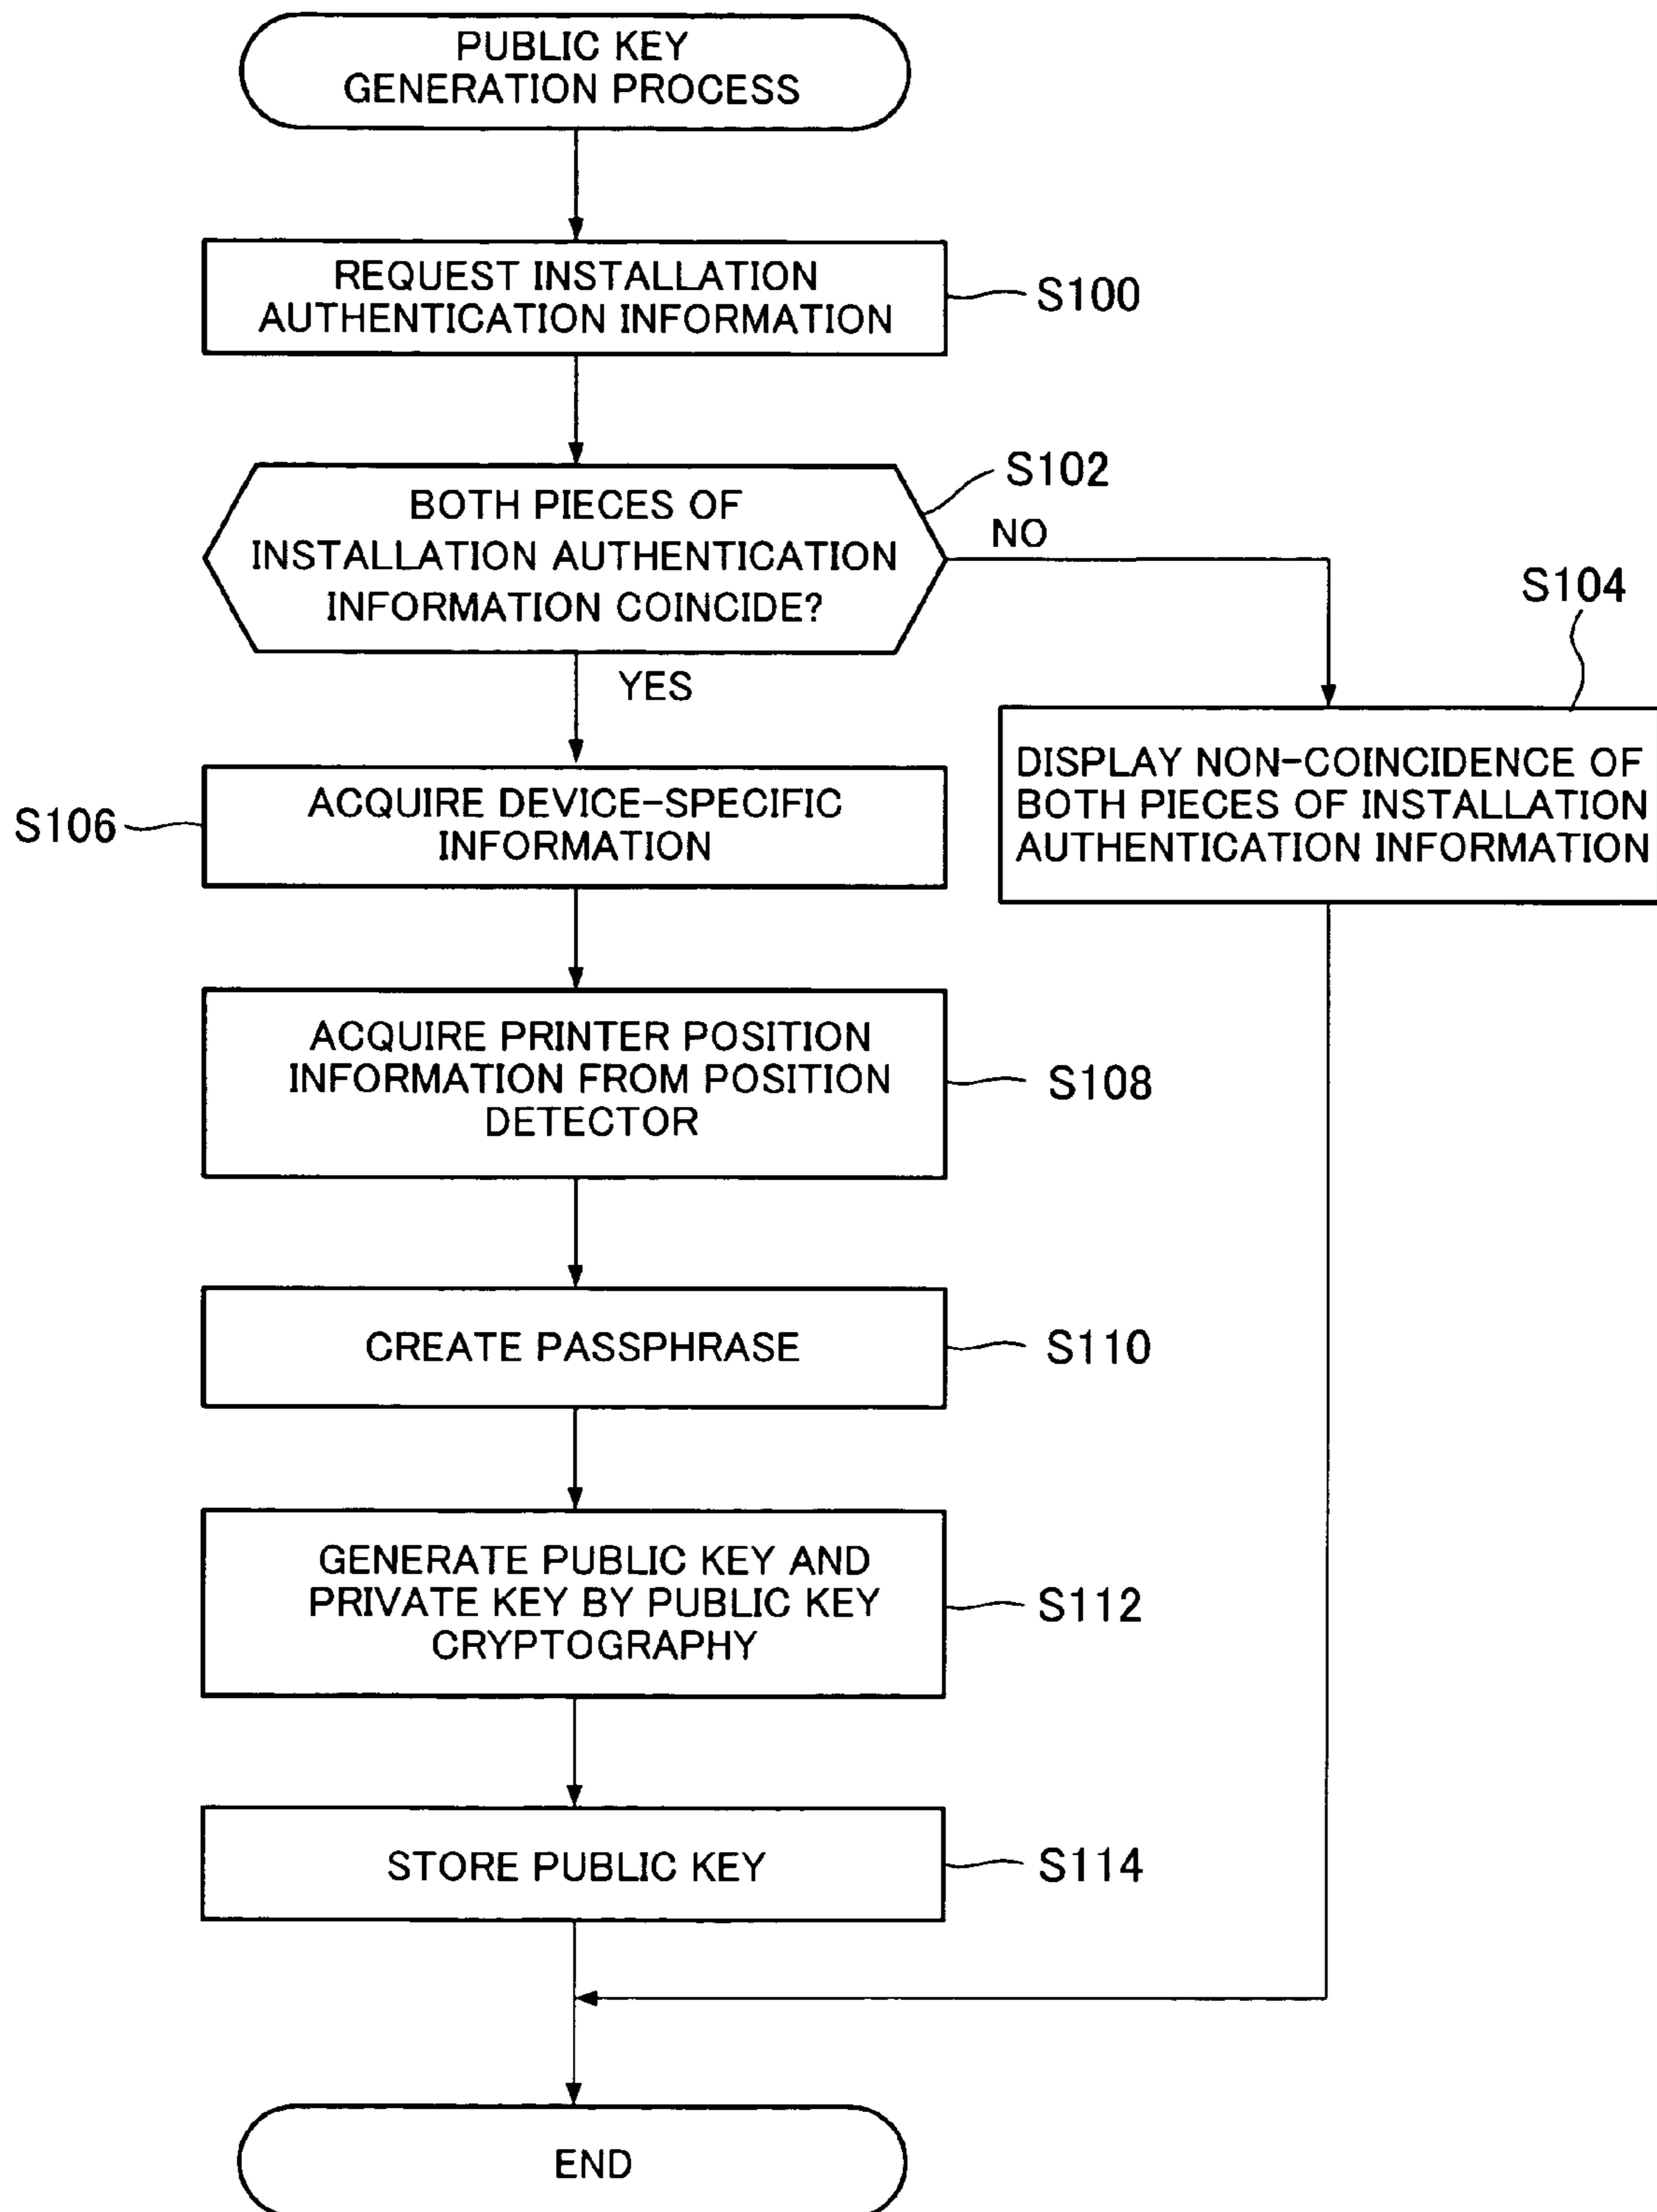 PUBLIC KEY
GENERATION PROCESS
REQUEST INSTALLATION
AUTHENTICATION INFORMATION
S100
BOTH PIECES OF
INSTALLATION AUTHENTICATION
INFORMATION COINCIDE?
S102
NO
YES
S104
DISPLAY NON-COINCIDENCE OF
BOTH PIECES OF INSTALLATION
AUTHENTICATION INFORMATION
S106
ACQUIRE DEVICE-SPECIFIC
INFORMATION
ACQUIRE PRINTER POSITION
INFORMATION FROM POSITION
DETECTOR
S108
CREATE PASSPHRASE
S110
GENERATE PUBLIC KEY AND
PRIVATE KEY BY PUBLIC KEY
CRYPTOGRAPHY
S112
STORE PUBLIC KEY
S114
END